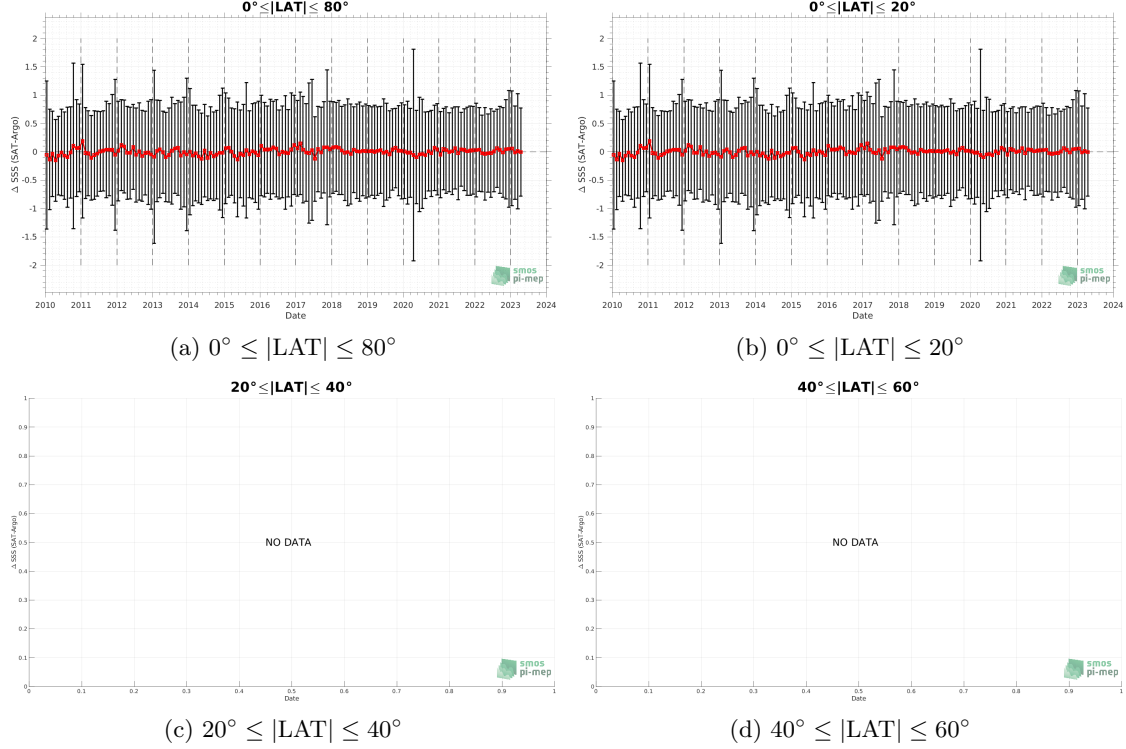 0°≤|LAT|≤ 80°
Δ SSS (SAT-Argo)
2
1.5
1
0.5
0
-0.5
-1
-1.5
-2
2010 2011 2012 2013 2014 2015 2016 2017 2018 2019 2020 2021 2022 2023 2024
Date
smos
pi-mep
(a) 0° ≤ |LAT| ≤ 80°
0°≤|LAT|≤ 20°
Δ SSS (SAT-Argo)
2
1.5
1
0.5
0
-0.5
-1
-1.5
-2
2010 2011 2012 2013 2014 2015 2016 2017 2018 2019 2020 2021 2022 2023 2024
Date
smos
pi-mep
(b) 0° ≤ |LAT| ≤ 20°
20°≤|LAT|≤ 40°
Δ SSS (SAT-Argo)
1
0.9
0.8
0.7
0.6
0.5
0.4
0.3
0.2
0.1
0
NO DATA
0 0.1 0.2 0.3 0.4 0.5 0.6 0.7 0.8 0.9 1
Date
smos
pi-mep
(c) 20° ≤ |LAT| ≤ 40°
40°≤|LAT|≤ 60°
Δ SSS (SAT-Argo)
1
0.9
0.8
0.7
0.6
0.5
0.4
0.3
0.2
0.1
0
NO DATA
0 0.1 0.2 0.3 0.4 0.5 0.6 0.7 0.8 0.9 1
Date
smos
pi-mep
(d) 40° ≤ |LAT| ≤ 60°